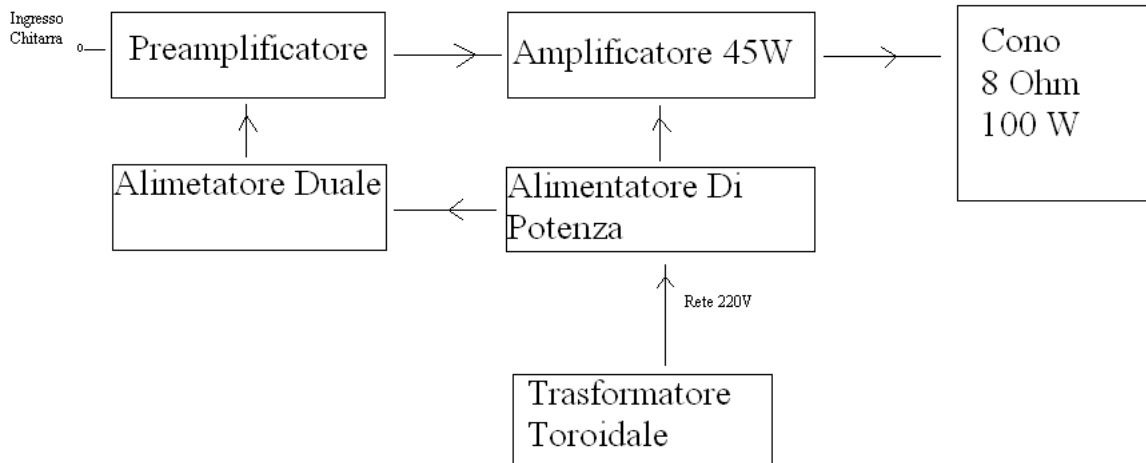 Ingresso
Chitarra
Preamplificatore
Amplificatore 45W
Cono
8 Ohm
100 W
Alimetatore Duale
Alimentatore Di
Potenza
Rete 220V
Trasformatore
Toroidale